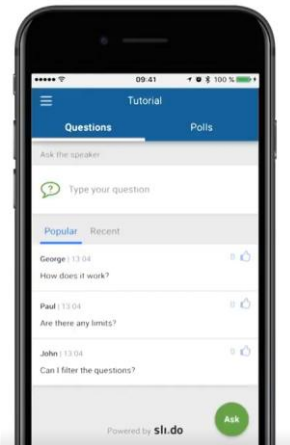 09:41
100 %
Tutorial
Questions
Polls
Ask the speaker
Type your question
Popular
Recent
George | 13:04
0
How does it work?
Paul | 13:04
0
Are there any limits?
John | 13:04
0
Can I filter the questions?
Powered by sli.do
Ask